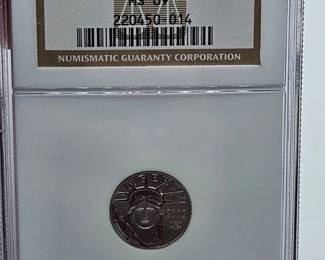 MS 69
220450 014
NUMISMATIC GUARANTY CORPORATION
LIBERTY